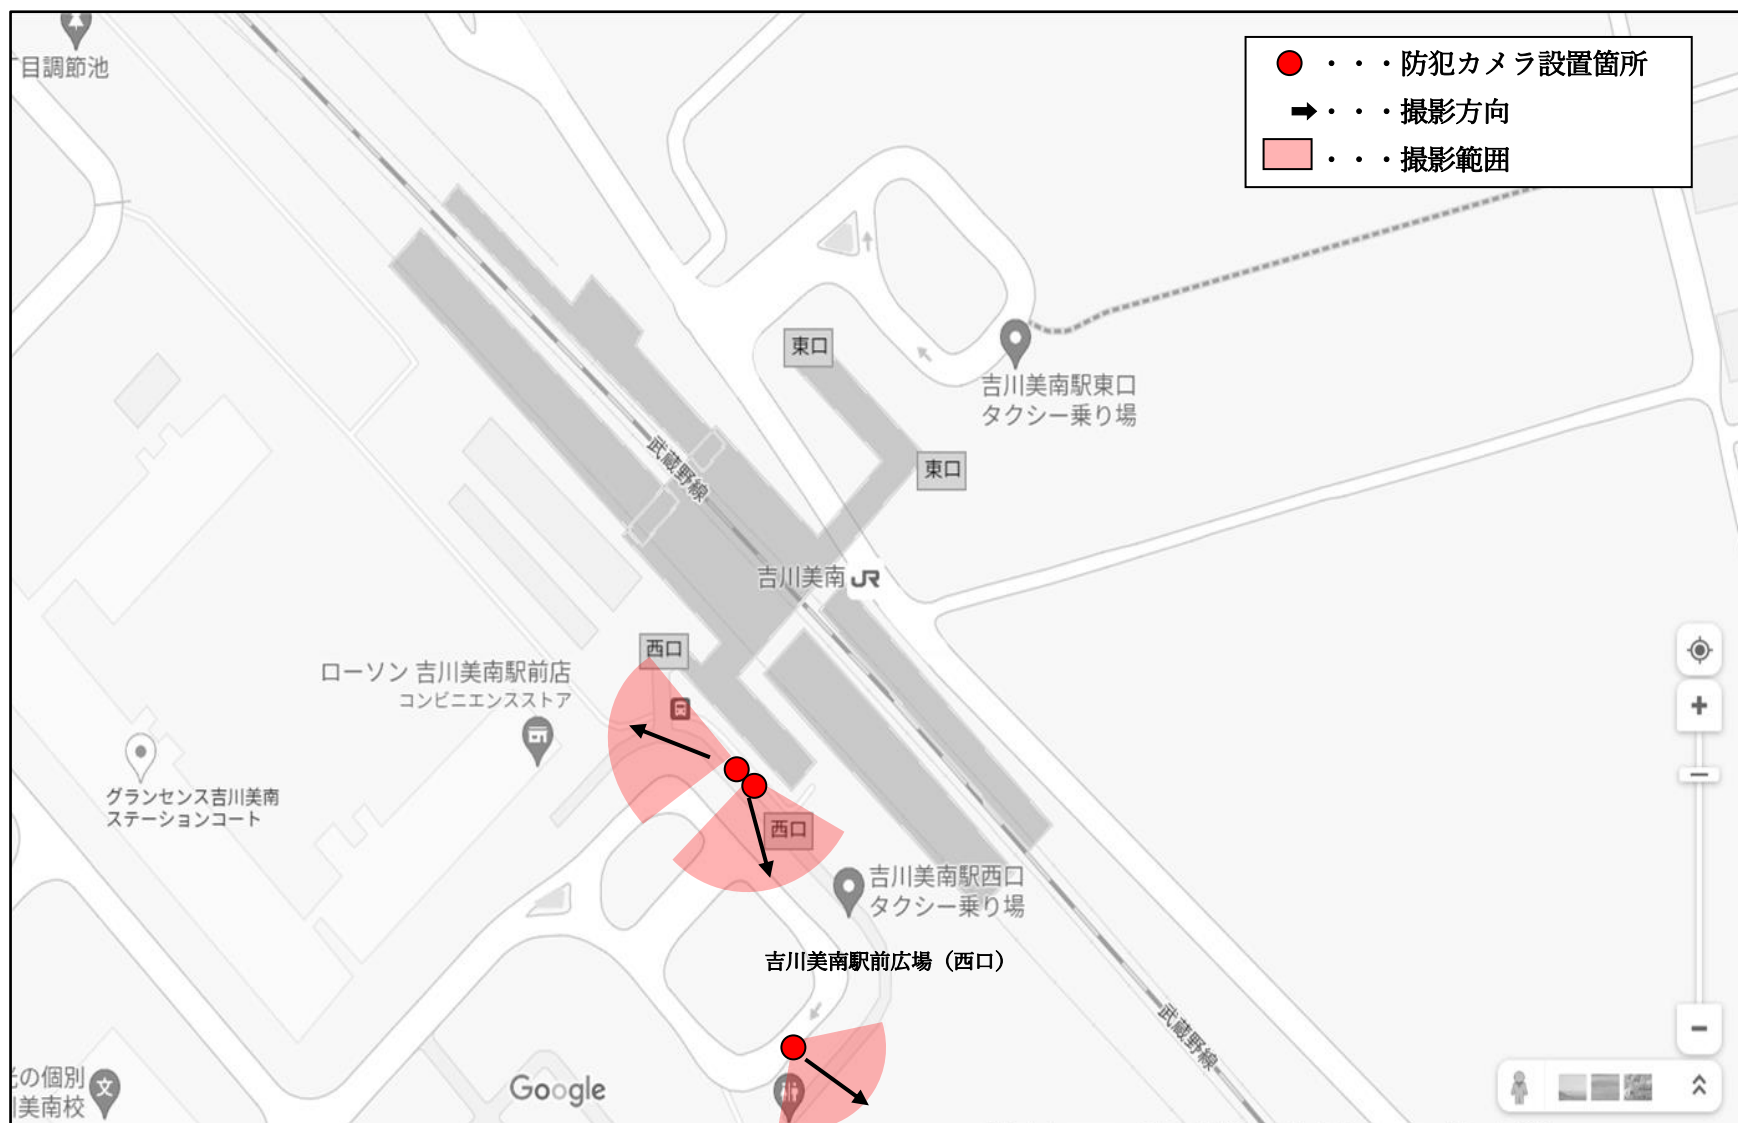 丁目調節池
● ・・・防犯カメラ設置箇所
➡・・・撮影方向
・・・撮影範囲
東口
吉川美南駅東口
タクシー乗り場
東口
武蔵野線
吉川美南 JR
西口
ローソン 吉川美南駅前店
コンビニエンスストア
グランセンス吉川美南
ステーションコート
西口
吉川美南駅西口
タクシー乗り場
吉川美南駅前広場（西口）
武蔵野線
の個別
美南校
文
Google